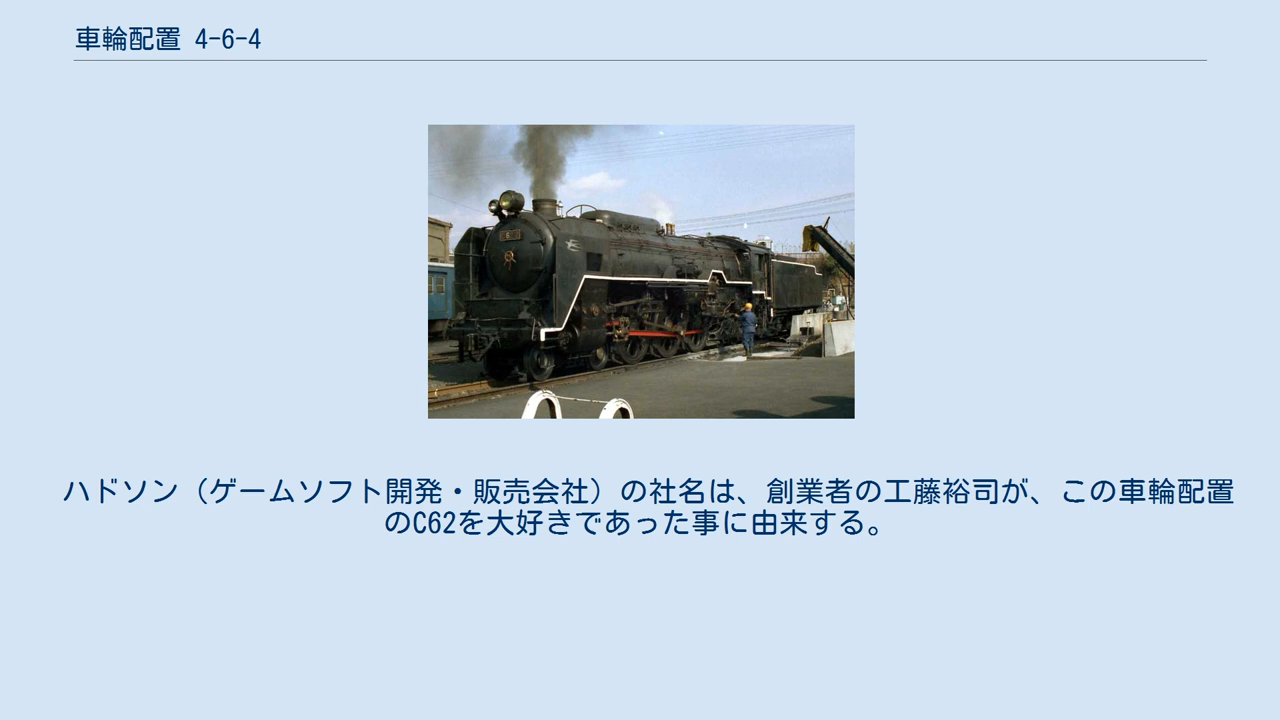 車輪配置 4-6-4
ハドソン（ゲームソフト開発・販売会社）の社名は、創業者の工藤裕司が、この車輪配置
のC62を大好きであった事に由来する。